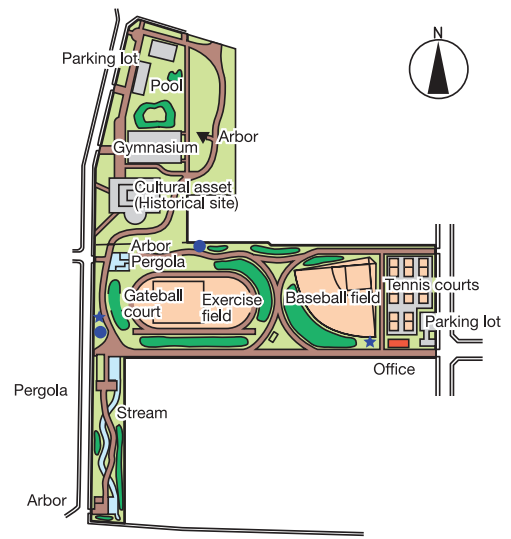 N
Parking lot
Pool
Arbor
Gymnasium
Cultural asset
(Historical site)
Arbor
Pergola
Gateball
court
Exercise
field
Baseball field
Tennis courts
Parking lot
Office
Pergola
Stream
Arbor